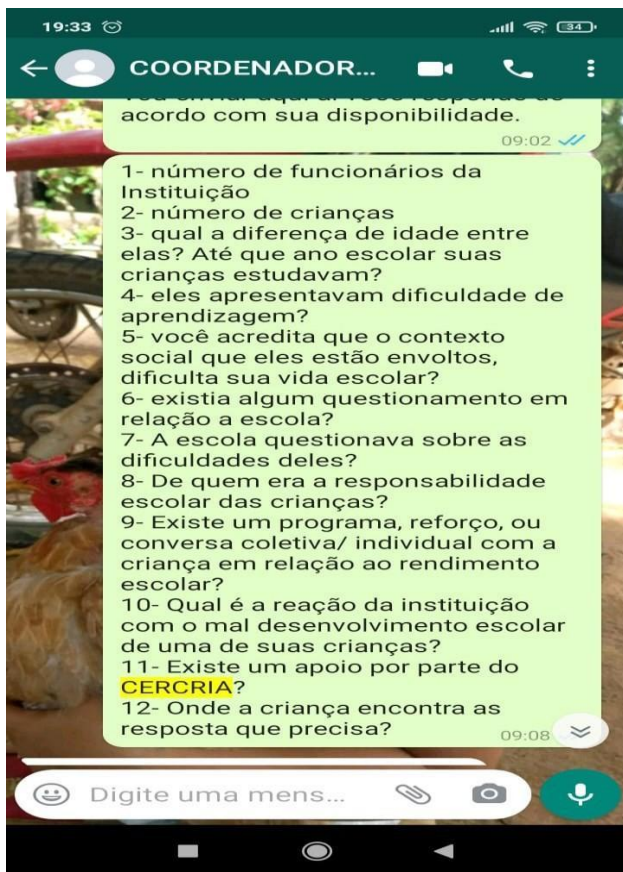 19:33
34
COORDENADOR...
acordo com sua disponibilidade.
09:02
1- número de funcionários da
Instituição
2- número de crianças
3- qual a diferença de idade entre
elas? Até que ano escolar suas
crianças estudavam?
4- eles apresentavam dificuldade de
aprendizagem?
5- você acredita que o contexto
social que eles estão envoltos,
dificulta sua vida escolar?
6- existia algum questionamento em
relação a escola?
7- A escola questionava sobre as
dificuldades deles?
8- De quem era a responsabilidade
escolar das crianças?
9- Existe um programa, reforço, ou
conversa coletiva/ individual com a
criança em relação ao rendimento
escolar?
10- Qual é a reação da instituição
com o mal desenvolvimento escolar
de uma de suas crianças?
11- Existe um apoio por parte do
CERCRIA?
12- Onde a criança encontra as
resposta que precisa?
09:08
Digite uma mens...